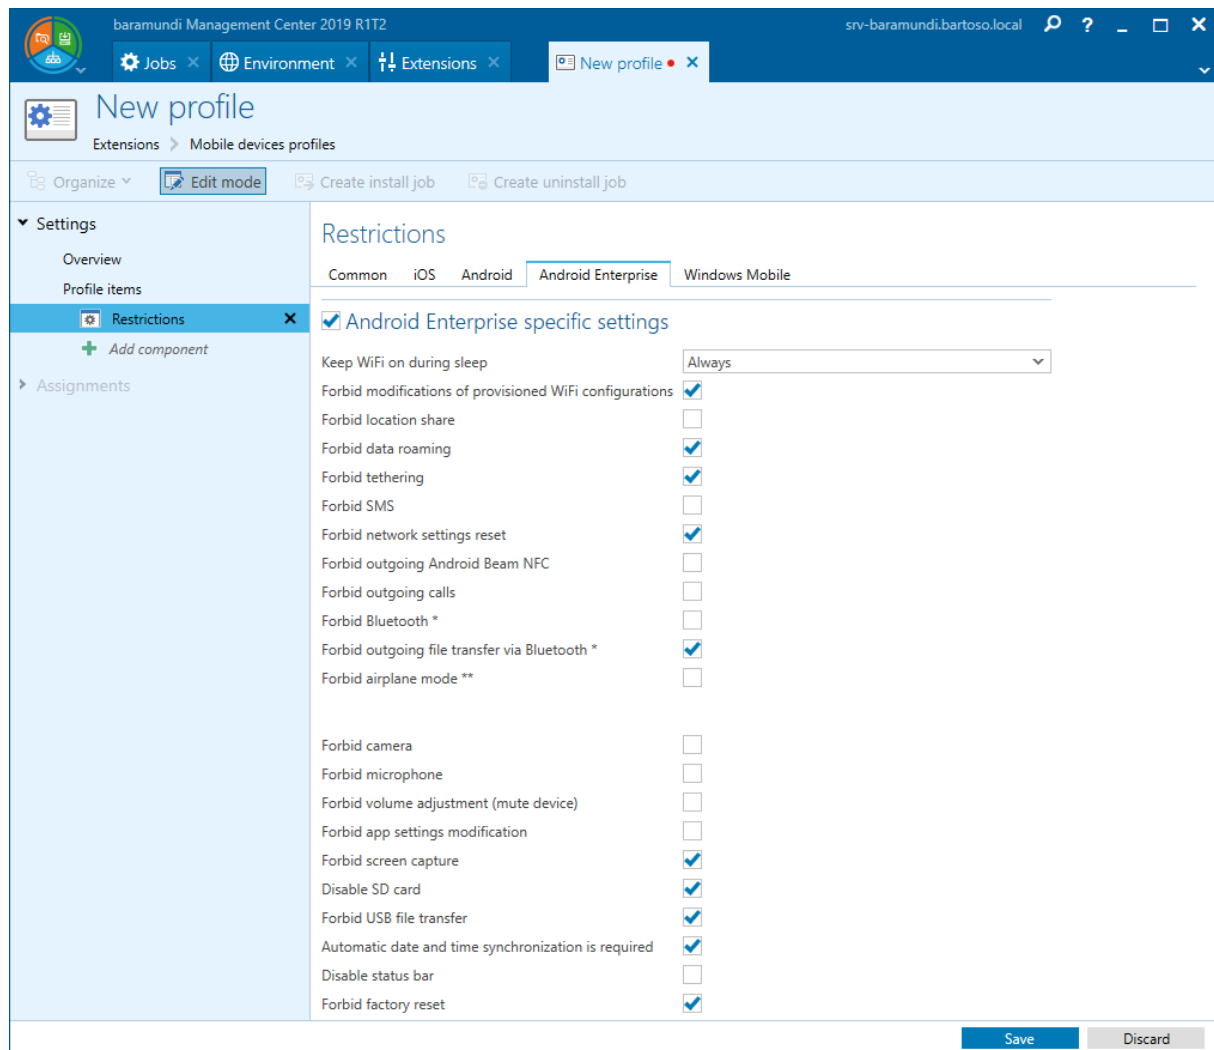 baramundi Management Center 2019 R1T2
srv-baramundi.bartoso.local
Jobs
Environment
Extensions
New profile
New profile
Extensions > Mobile devices profiles
Organize
Edit mode
Create install job
Create uninstall job
Settings
Overview
Profile items
Restrictions
Add component
Assignments
Restrictions
Common iOS Android Android Enterprise Windows Mobile
Android Enterprise specific settings
Keep WiFi on during sleep Always
Forbid modifications of provisioned WiFi configurations
Forbid location share
Forbid data roaming
Forbid tethering
Forbid SMS
Forbid network settings reset
Forbid outgoing Android Beam NFC
Forbid outgoing calls
Forbid Bluetooth *
Forbid outgoing file transfer via Bluetooth *
Forbid airplane mode **
Forbid camera
Forbid microphone
Forbid volume adjustment (mute device)
Forbid app settings modification
Forbid screen capture
Disable SD card
Forbid USB file transfer
Automatic date and time synchronization is required
Disable status bar
Forbid factory reset
Save
Discard